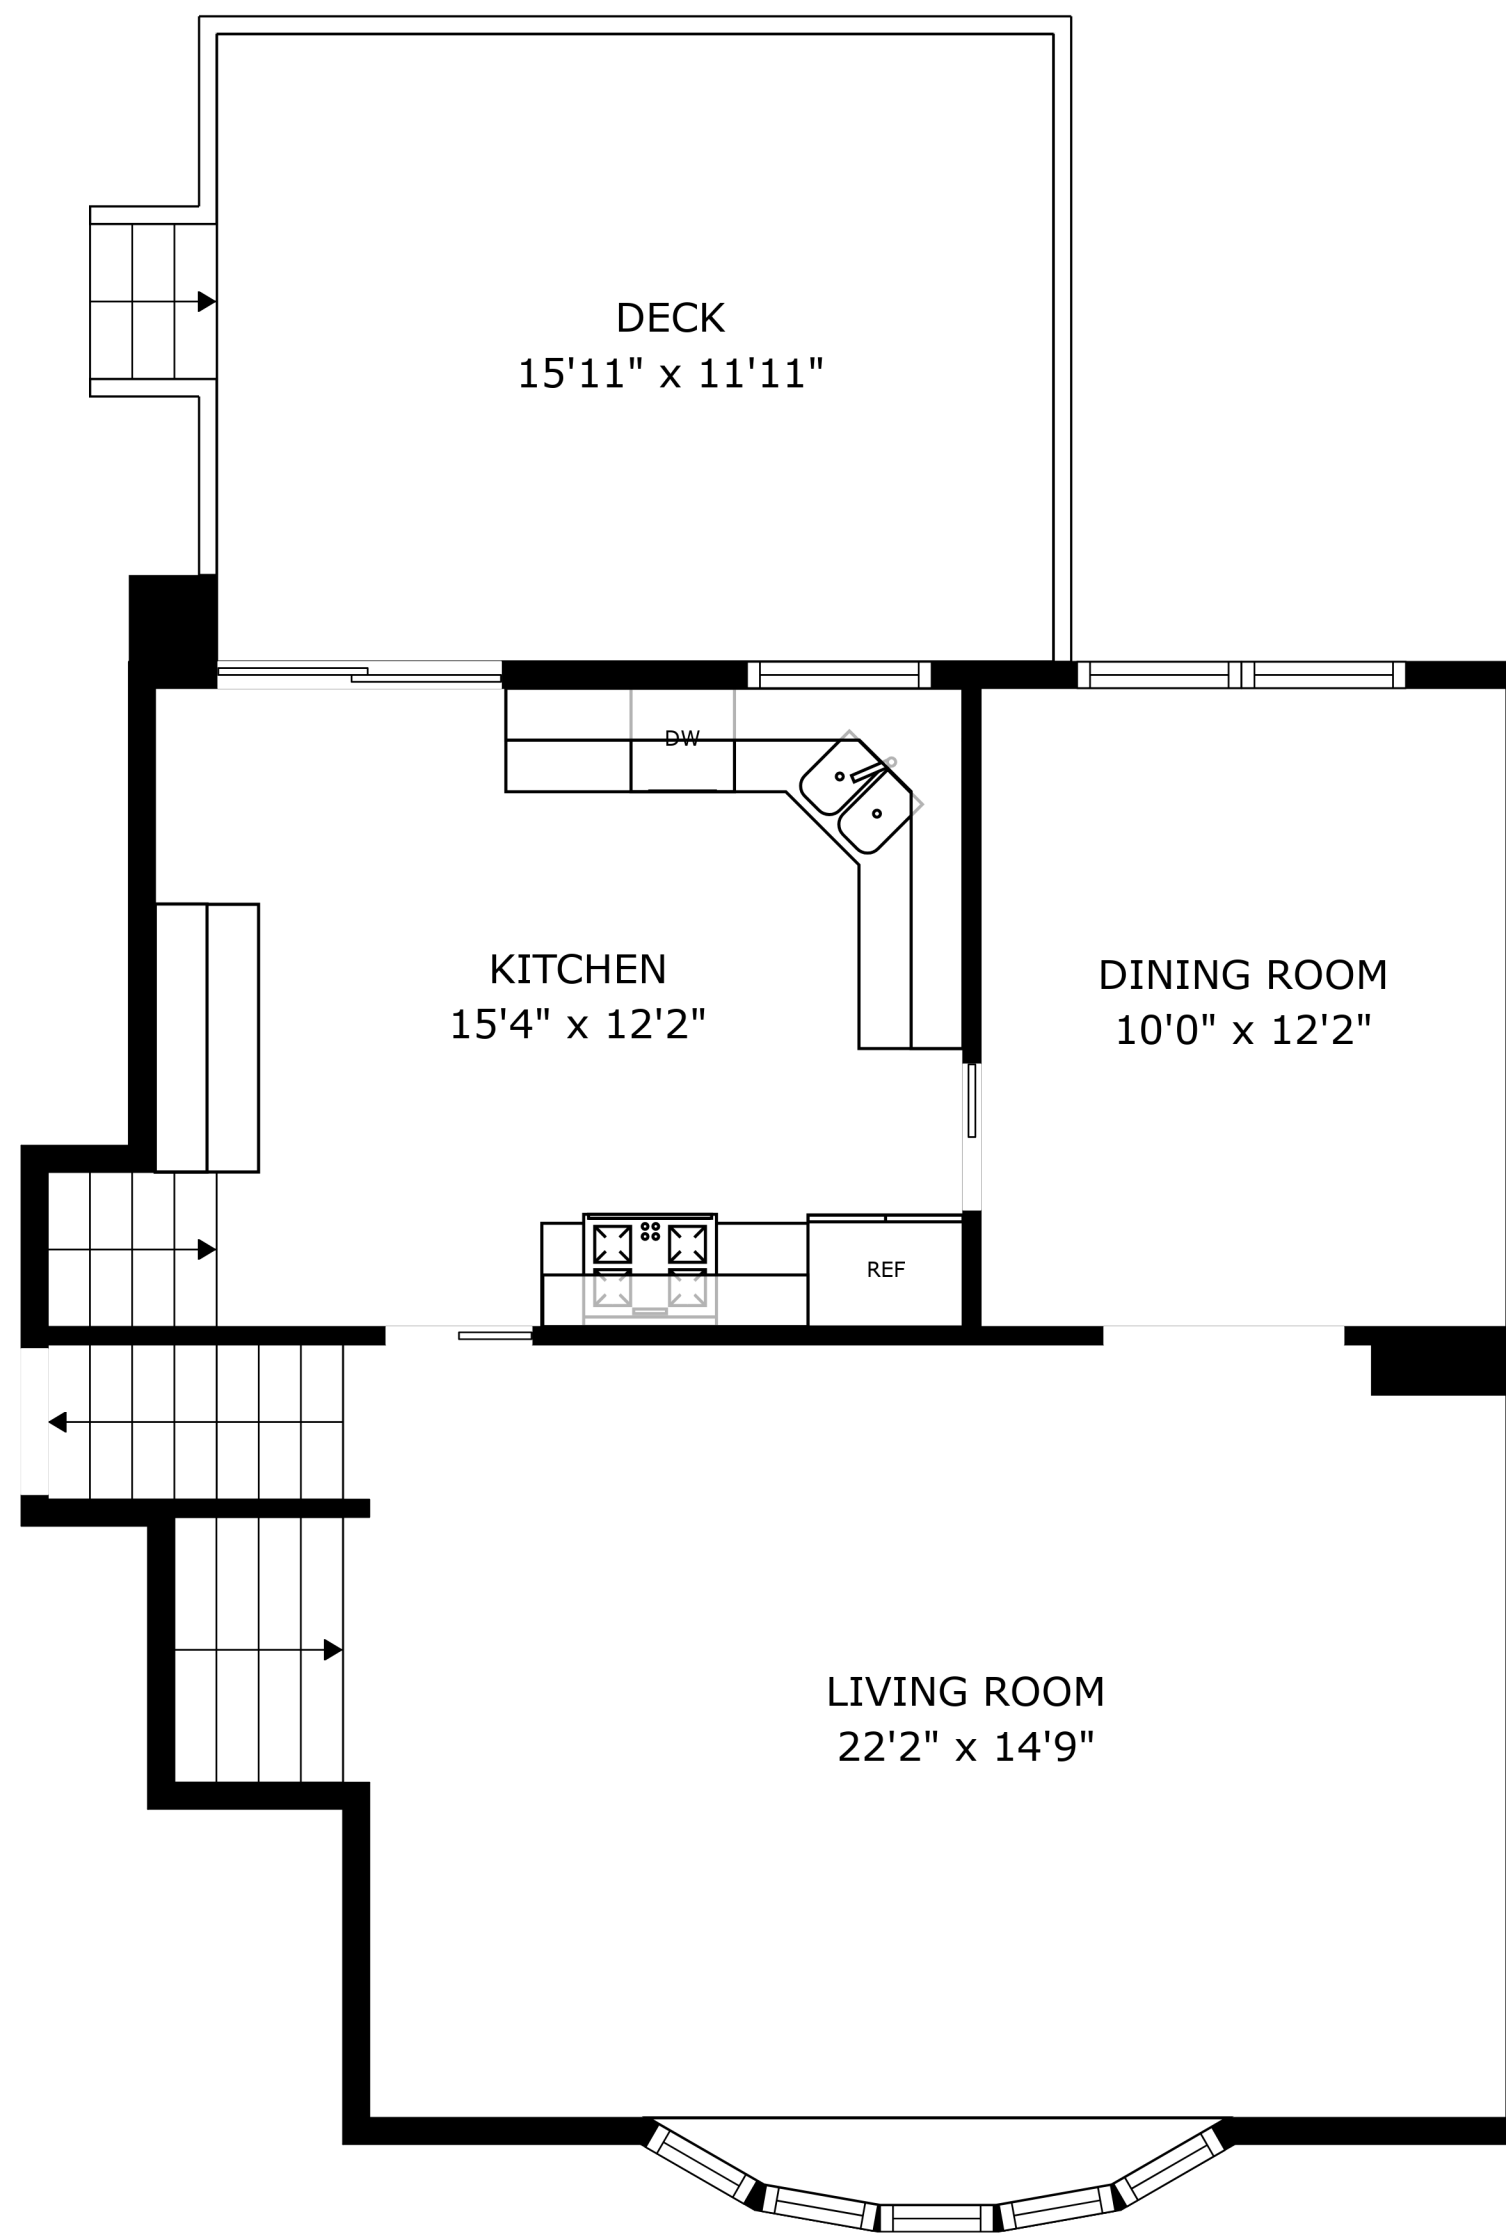 DECK
15'11" x 11'11"
DW
KITCHEN
15'4" x 12'2"
DINING ROOM
10'0" x 12'2"
REF
LIVING ROOM
22'2" x 14'9"